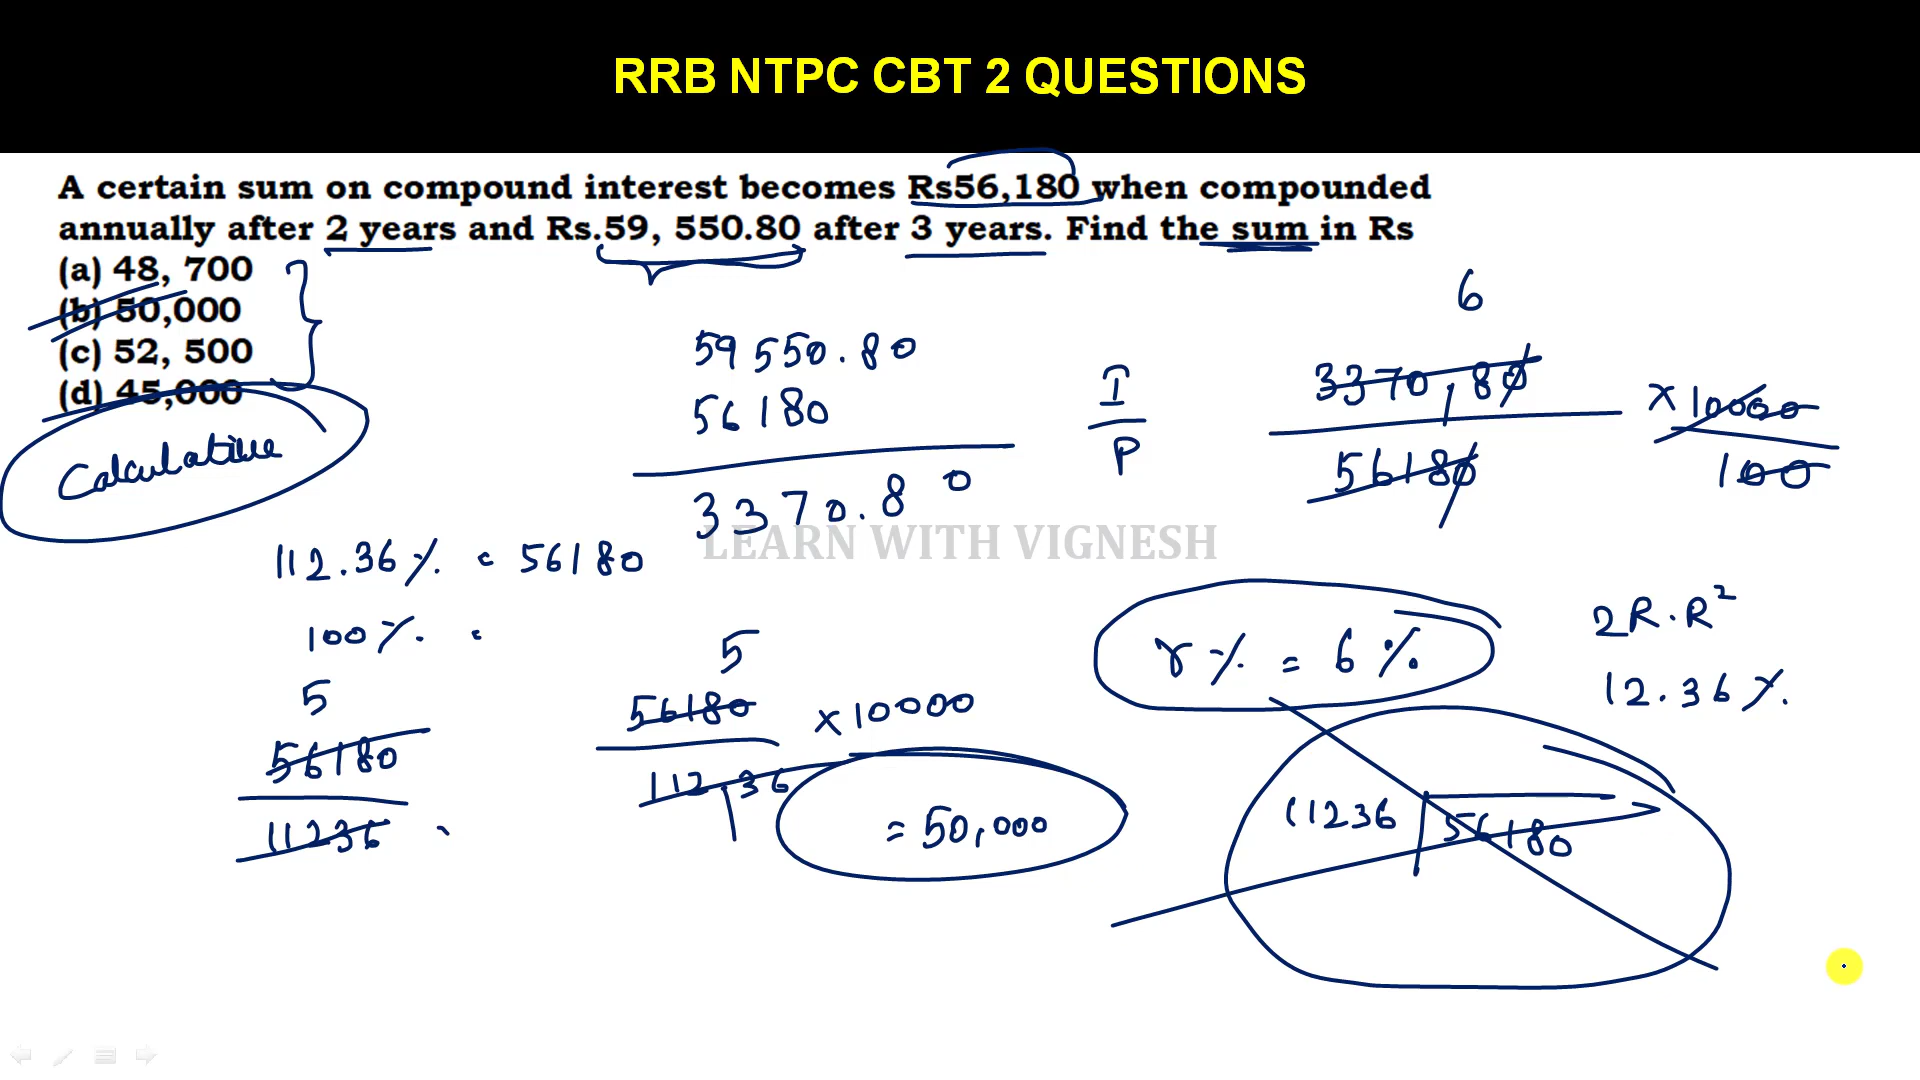 RRB NTPC CBT 2 QUESTIONS
A certain sum on compound interest becomes Rs56,180 when compounded
annually after 2 years and Rs.59, 550.80 after 3 years. Find the sum in Rs
(a) 48, 700
(b) 50,000
(c) 52, 500
(d) 45,000
Calculative
59550.80
56180
3370.80
I
P
6
3370.80
56180
×10000
100
LEARN WITH VIGNESH
112.36% = 56180
100% =
5
56180
11236
5
56180
112.36
×10000
= 50,000
r% = 6%
2R.R²
12.36%
11236
56180